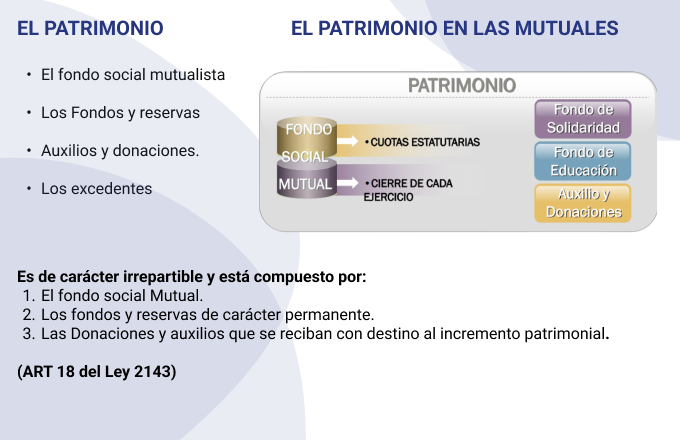 EL PATRIMONIO
• El fondo social mutualista
• Los Fondos y reservas
• Auxilios y donaciones.
• Los excedentes
EL PATRIMONIO EN LAS MUTUALES
PATRIMONIO
FONDO
SOCIAL
MUTUAL
• CUOTAS ESTATUTARIAS
• CIERRE DE CADA
EJERCICIO
Fondo de
Solidaridad
Fondo de
Educación
Auxilio y
Donaciones
Es de carácter irrepartible y está compuesto por:
1. El fondo social Mutual.
2. Los fondos y reservas de carácter permanente.
3. Las Donaciones y auxilios que se reciban con destino al incremento patrimonial.
(ART 18 del Ley 2143)